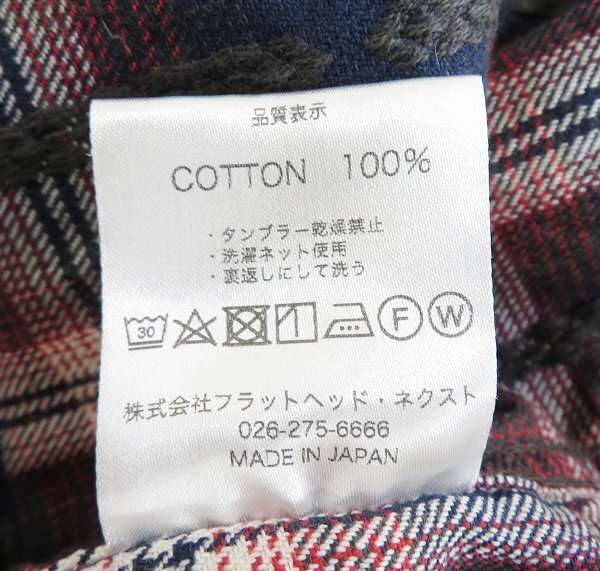 品質表示
COTTON 100%
・タンブラー乾燥禁止
・洗濯ネット使用
・裏返しにして洗う
30 F W
株式会社フラットヘッド・ネクスト
026-275-6666
MADE IN JAPAN